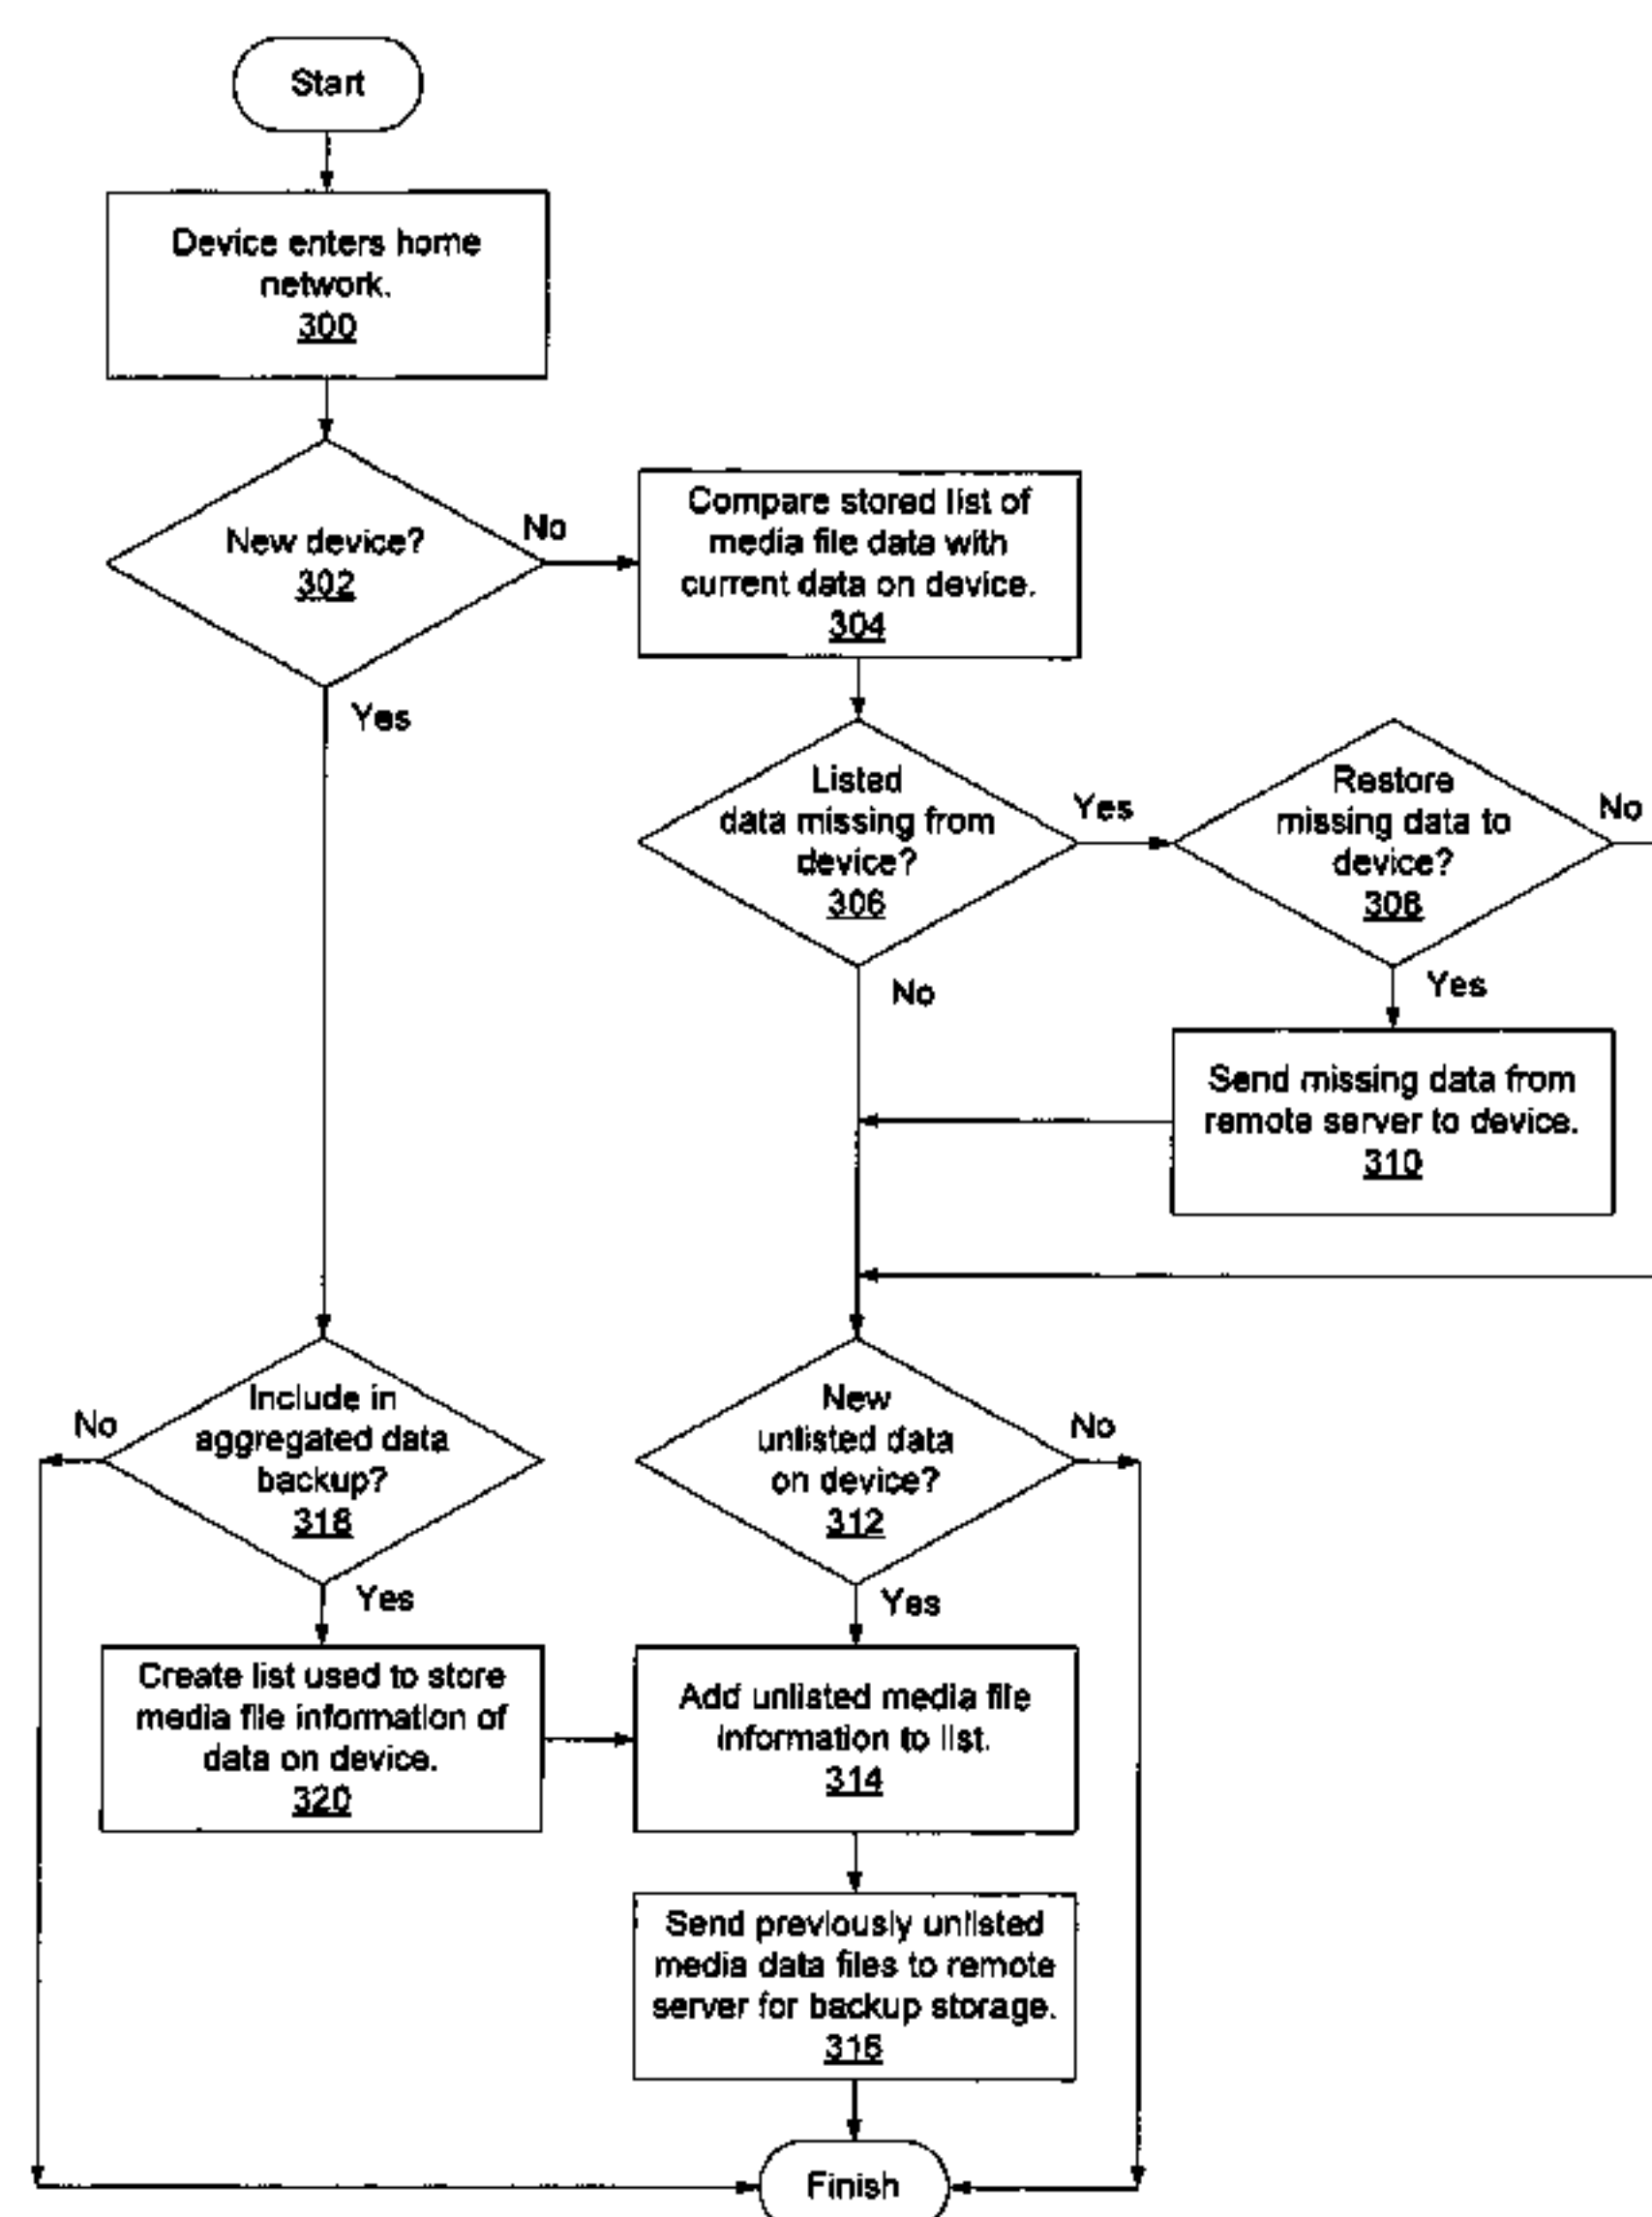 Start
Device enters home
network.
300
New device?
302
No
Yes
Compare stored list of
media file data with
current data on device.
304
Listed
data missing from
device?
306
Yes
No
Restore
missing data to
device?
308
No
Yes
Send missing data from
remote server to device.
310
Include in
aggregated data
backup?
318
No
Yes
New
unlisted data
on device?
312
No
Yes
Create list used to store
media file information of
data on device.
320
Add unlisted media file
information to list.
314
Send previously unlisted
media data files to remote
server for backup storage.
316
Finish